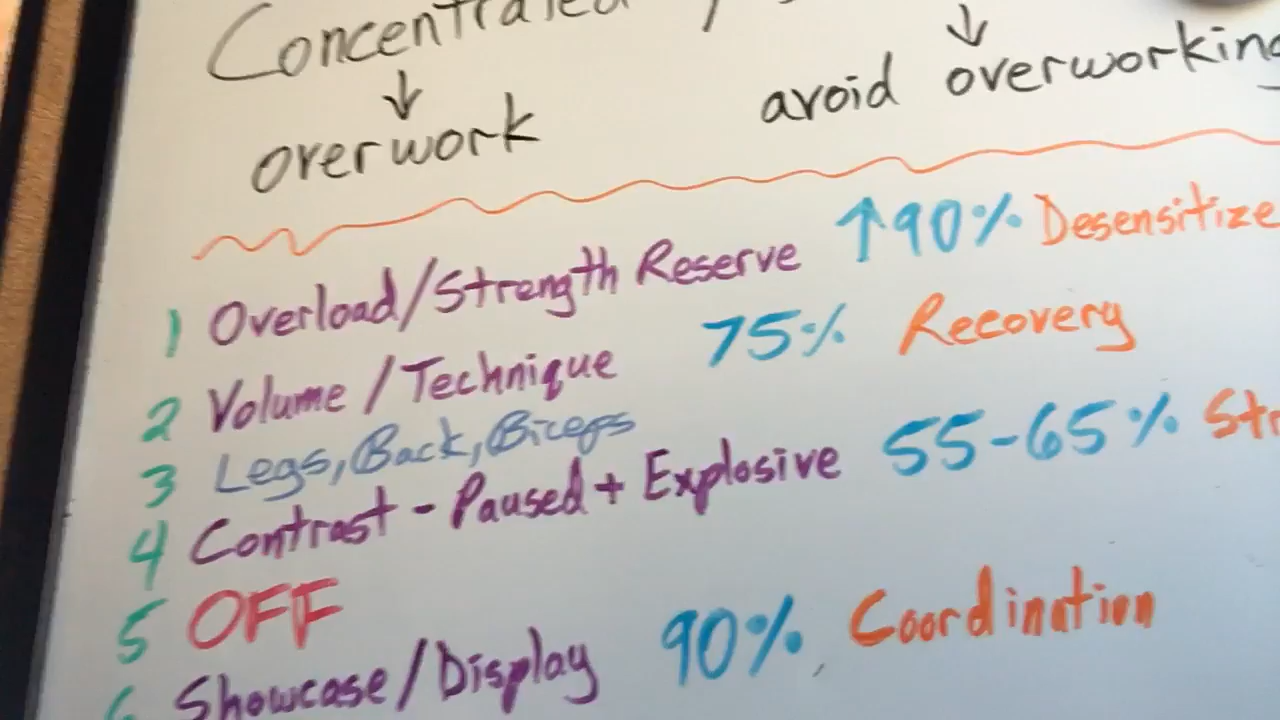 Concentrated
↓ ↓
overwork avoid overworking
1 Overload/Strength Reserve ↑90% Desensitize
2 Volume / Technique 75% Recovery
3 Legs, Back, Biceps
4 Contrast - Paused + Explosive 55-65%
5 OFF
6 Showcase/Display 90% Coordination